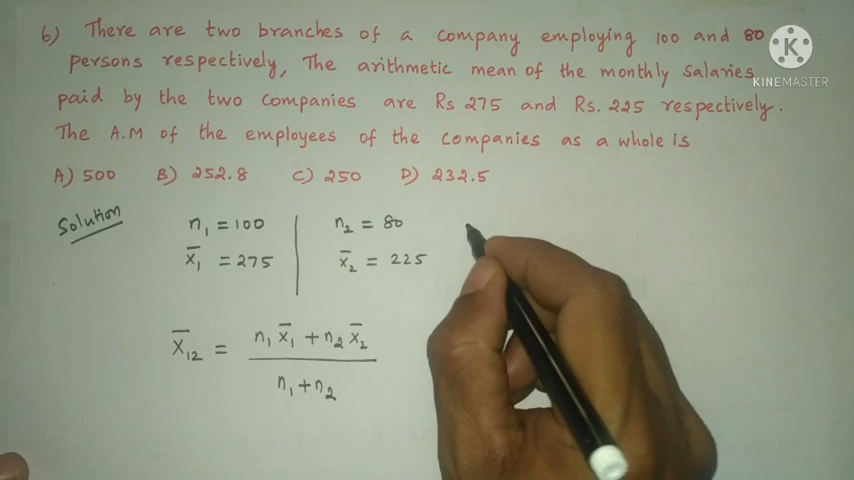 6) There are two branches of a company employing 100 and 80
persons respectively, The arithmetic mean of the monthly salaries
paid by the two companies are Rs 275 and Rs. 225 respectively.
The A.M of the employees of the companies as a whole is
A) 500 B) 252.8 C) 250 D) 232.5
Solution
n₁ = 100
x̄₁ = 275
n₂ = 80
x̄₂ = 225
x̄₁₂ = n₁ x̄₁ + n₂ x̄₂
n₁ + n₂
K
KINEMASTER